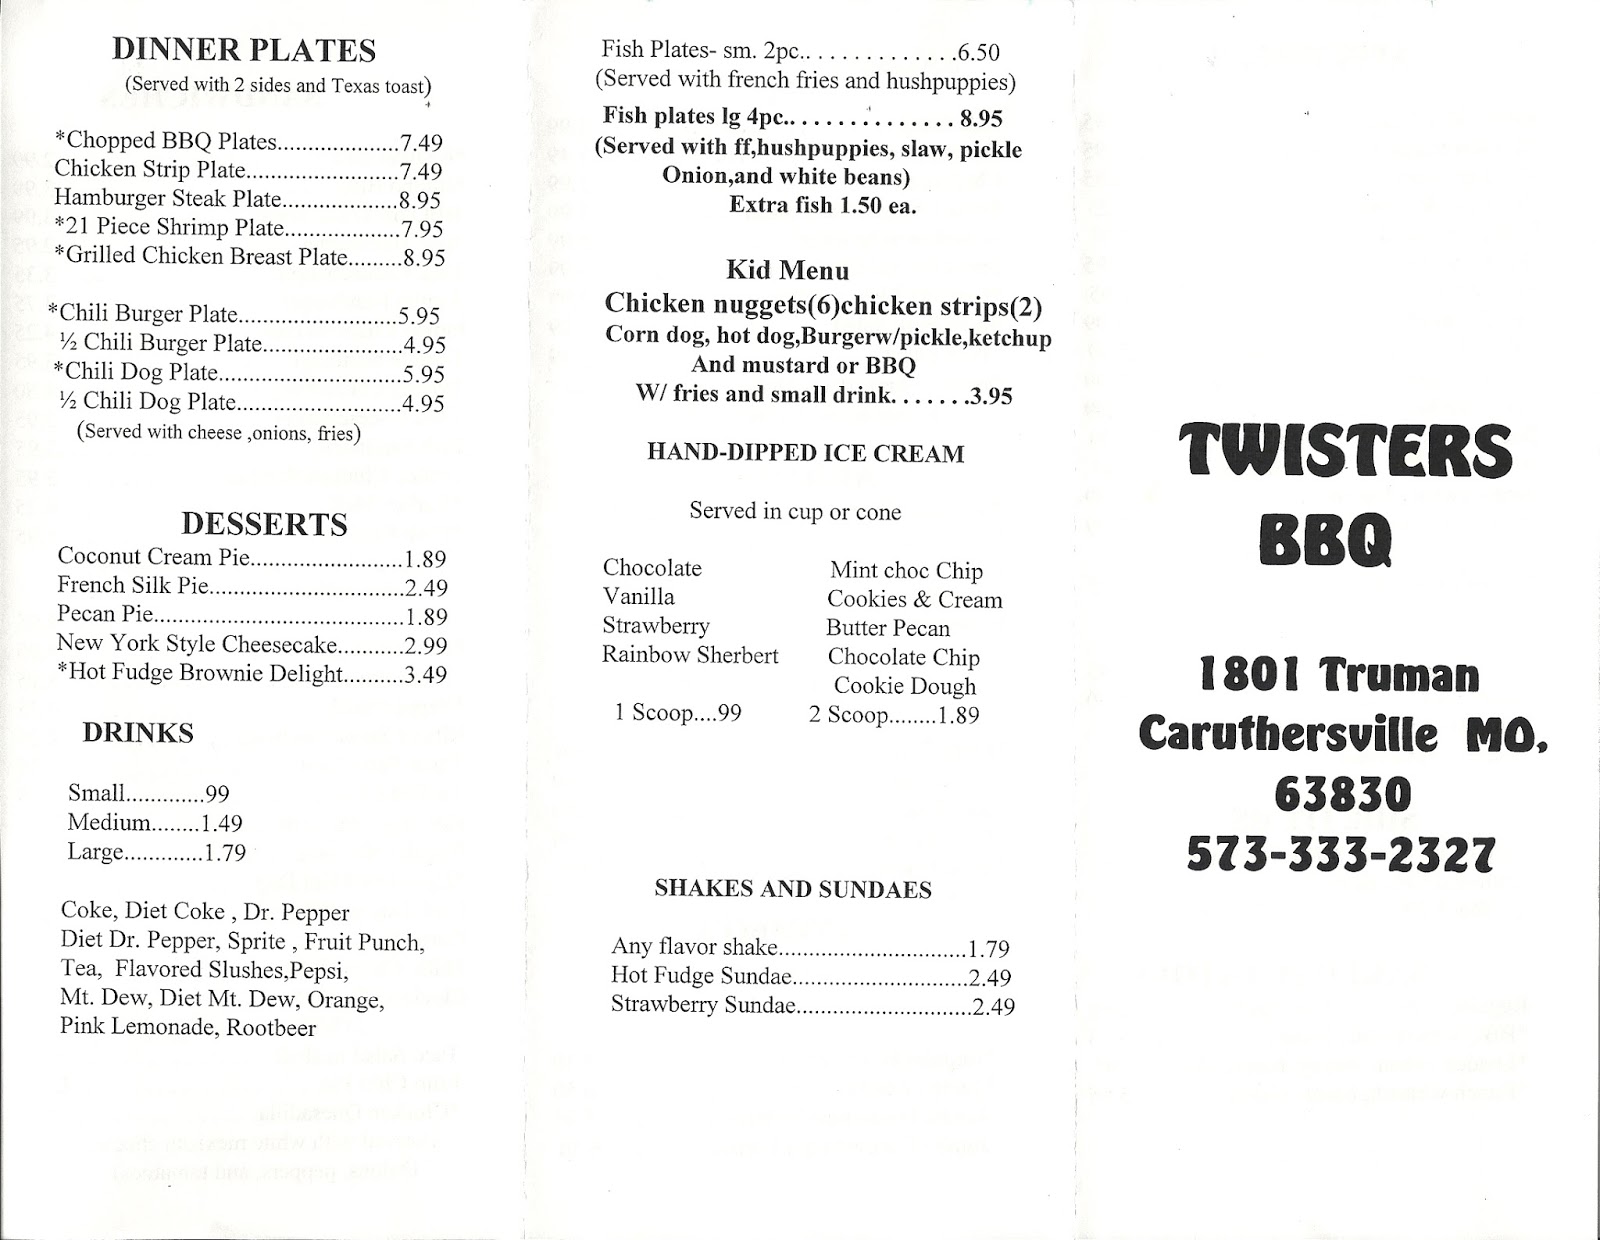 DINNER PLATES
(Served with 2 sides and Texas toast)
*Chopped BBQ Plates....................7.49
Chicken Strip Plate.........................7.49
Hamburger Steak Plate...................8.95
*21 Piece Shrimp Plate...................7.95
*Grilled Chicken Breast Plate.........8.95
*Chili Burger Plate..........................5.95
½ Chili Burger Plate.......................4.95
*Chili Dog Plate..............................5.95
½ Chili Dog Plate...........................4.95
(Served with cheese ,onions, fries)
DESSERTS
Coconut Cream Pie.........................1.89
French Silk Pie................................2.49
Pecan Pie.........................................1.89
New York Style Cheesecake...........2.99
*Hot Fudge Brownie Delight..........3.49
DRINKS
Small.............99
Medium........1.49
Large.............1.79
Coke, Diet Coke , Dr. Pepper
Diet Dr. Pepper, Sprite , Fruit Punch,
Tea,  Flavored Slushes,Pepsi,
Mt. Dew, Diet Mt. Dew, Orange,
Pink Lemonade, Rootbeer
Fish Plates- sm. 2pc.. . . . . . . . . . . . .6.50
(Served with french fries and hushpuppies)
Fish plates lg 4pc.. . . . . . . . . . . . . . 8.95
(Served with ff,hushpuppies, slaw, pickle
Onion,and white beans)
Extra fish 1.50 ea.
Kid Menu
Chicken nuggets(6)chicken strips(2)
Corn dog, hot dog,Burgerw/pickle,ketchup
And mustard or BBQ
W/ fries and small drink. . . . . . .3.95
HAND-DIPPED ICE CREAM
Served in cup or cone
Chocolate Mint choc Chip
Vanilla Cookies & Cream
Strawberry Butter Pecan
Rainbow Sherbert Chocolate Chip
Cookie Dough
1 Scoop....99 2 Scoop........1.89
SHAKES AND SUNDAES
Any flavor shake...............................1.79
Hot Fudge Sundae.............................2.49
Strawberry Sundae.............................2.49
TWISTERS
BBQ
1801 Truman
Caruthersville MO.
63830
573-333-2327